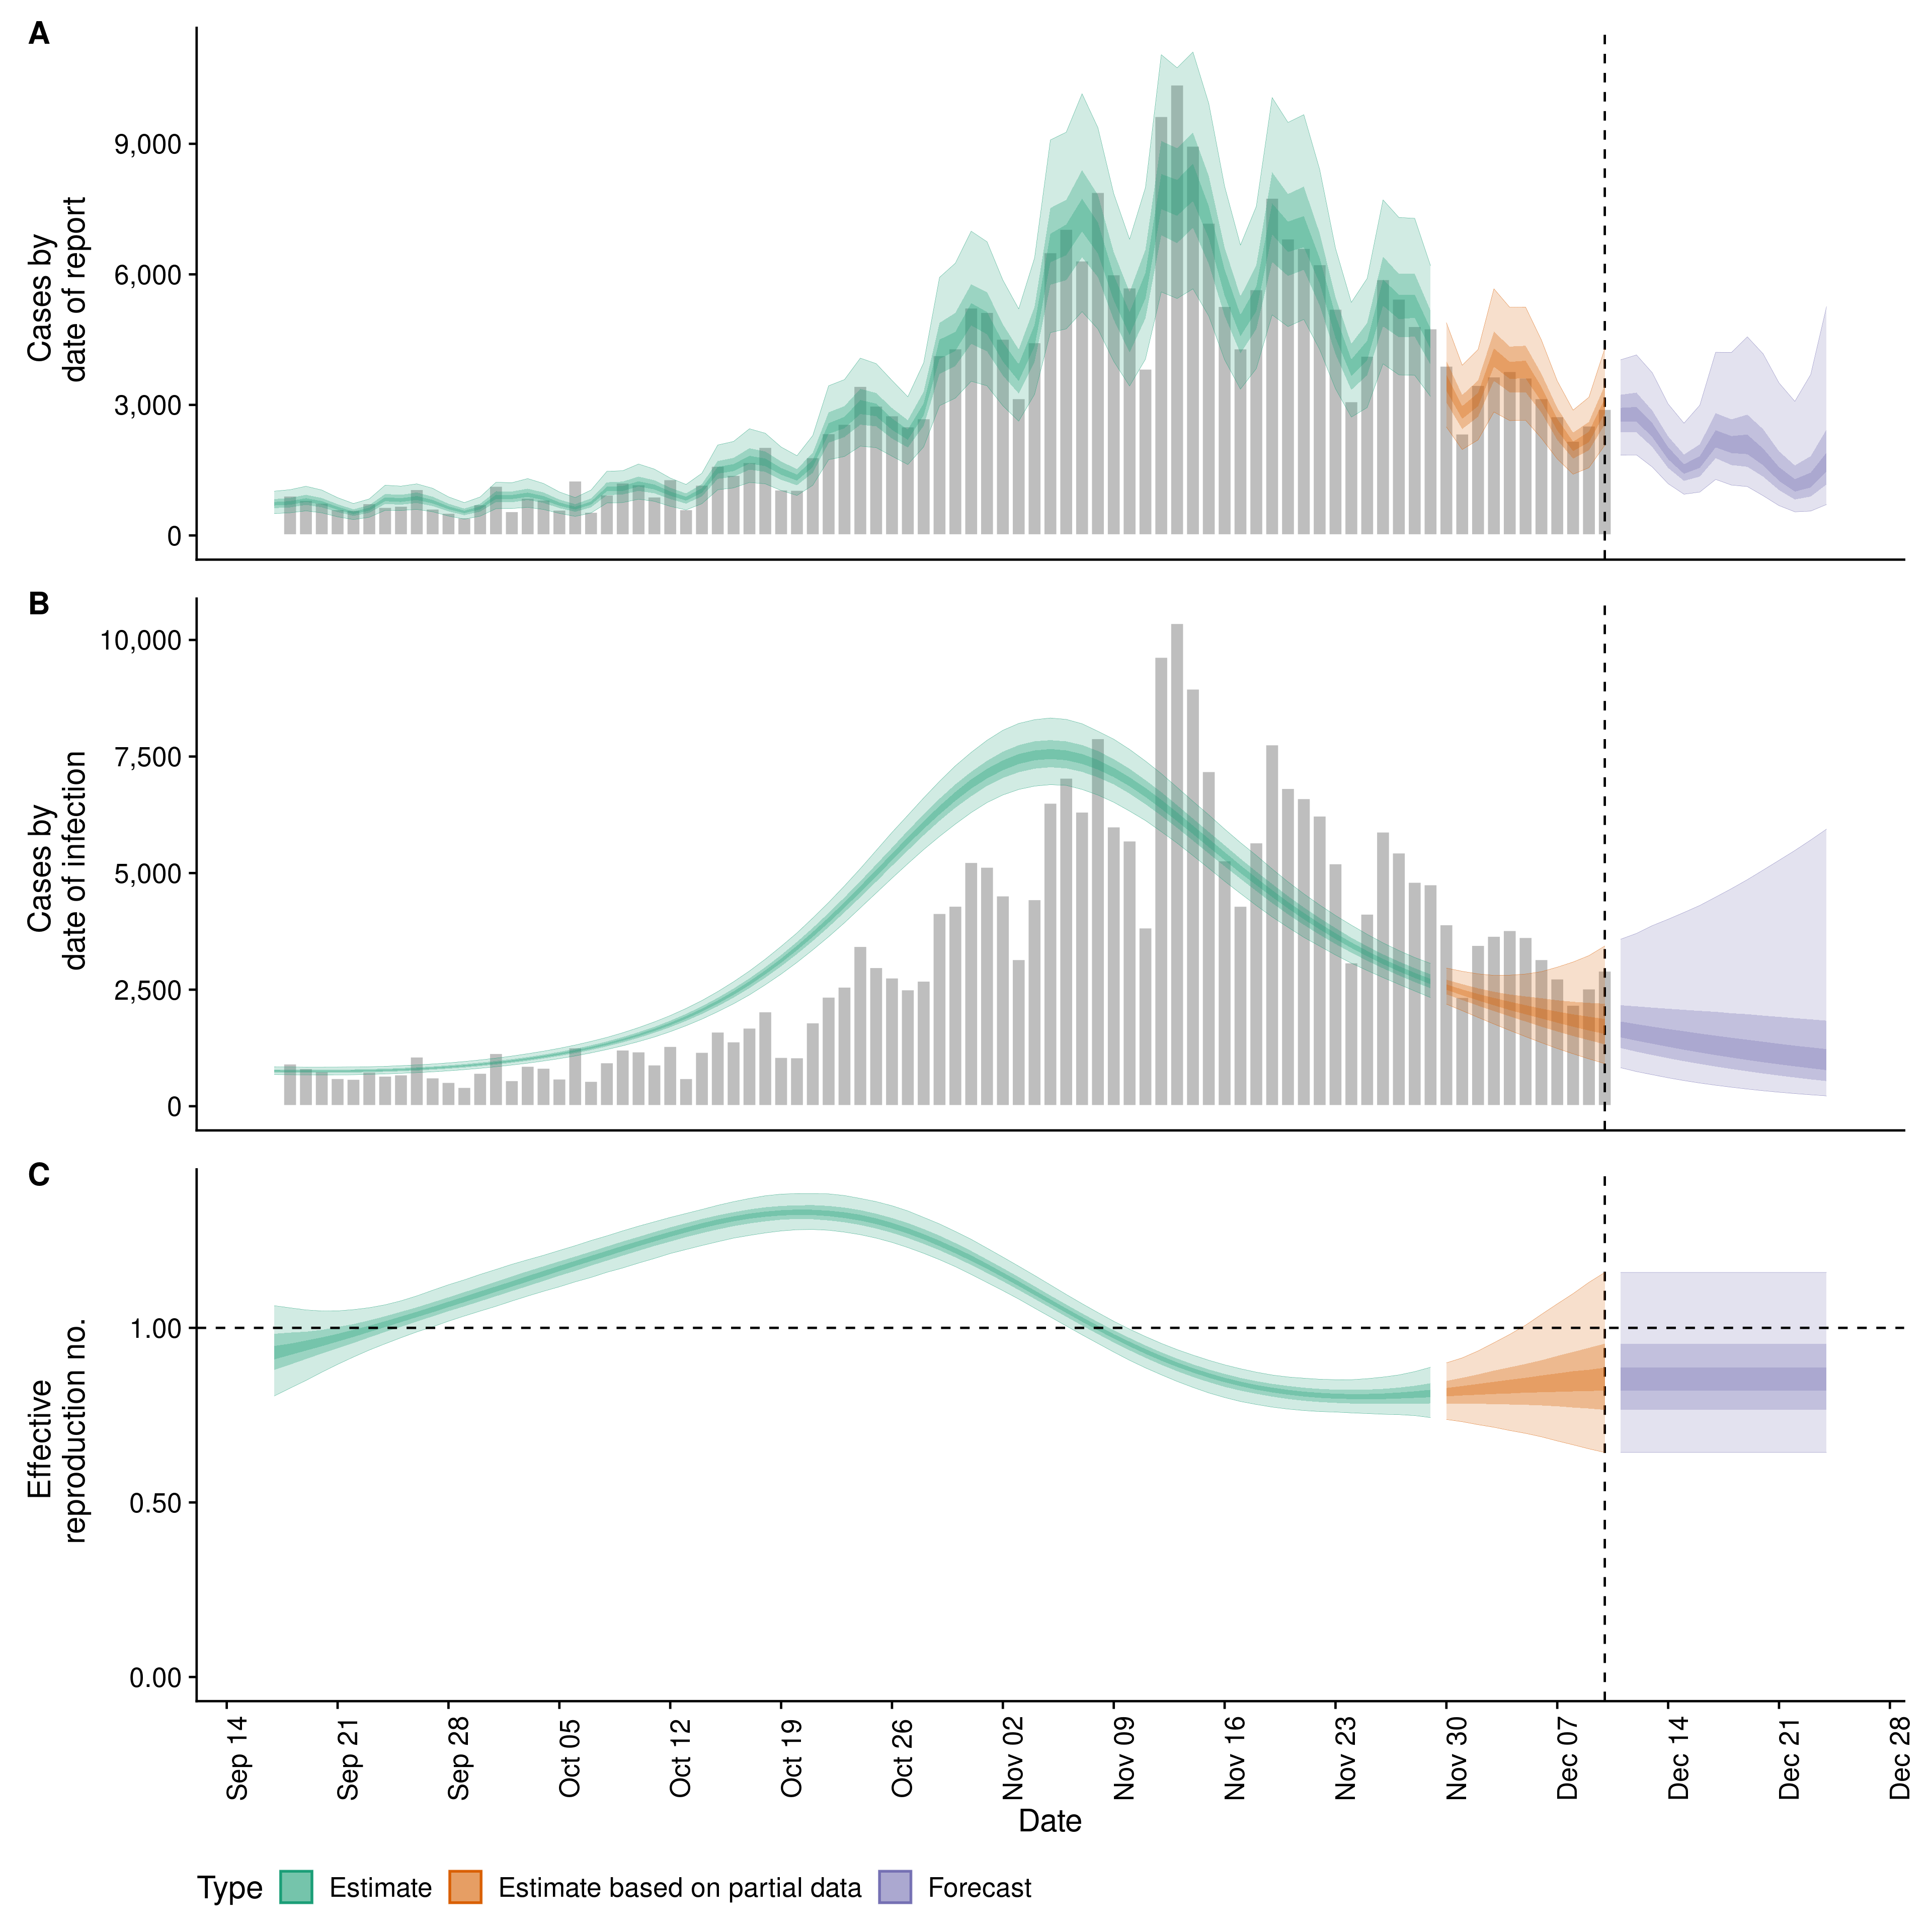 A
Cases by
date of report
9,000
6,000
3,000
0
B
Cases by
date of infection
10,000
7,500
5,000
2,500
0
C
Effective
reproduction no.
1.00
0.50
0.00
Sep 14
Sep 21
Sep 28
Oct 05
Oct 12
Oct 19
Oct 26
Nov 02
Nov 09
Nov 16
Nov 23
Nov 30
Dec 07
Dec 14
Dec 21
Dec 28
Date
Type Estimate Estimate based on partial data Forecast